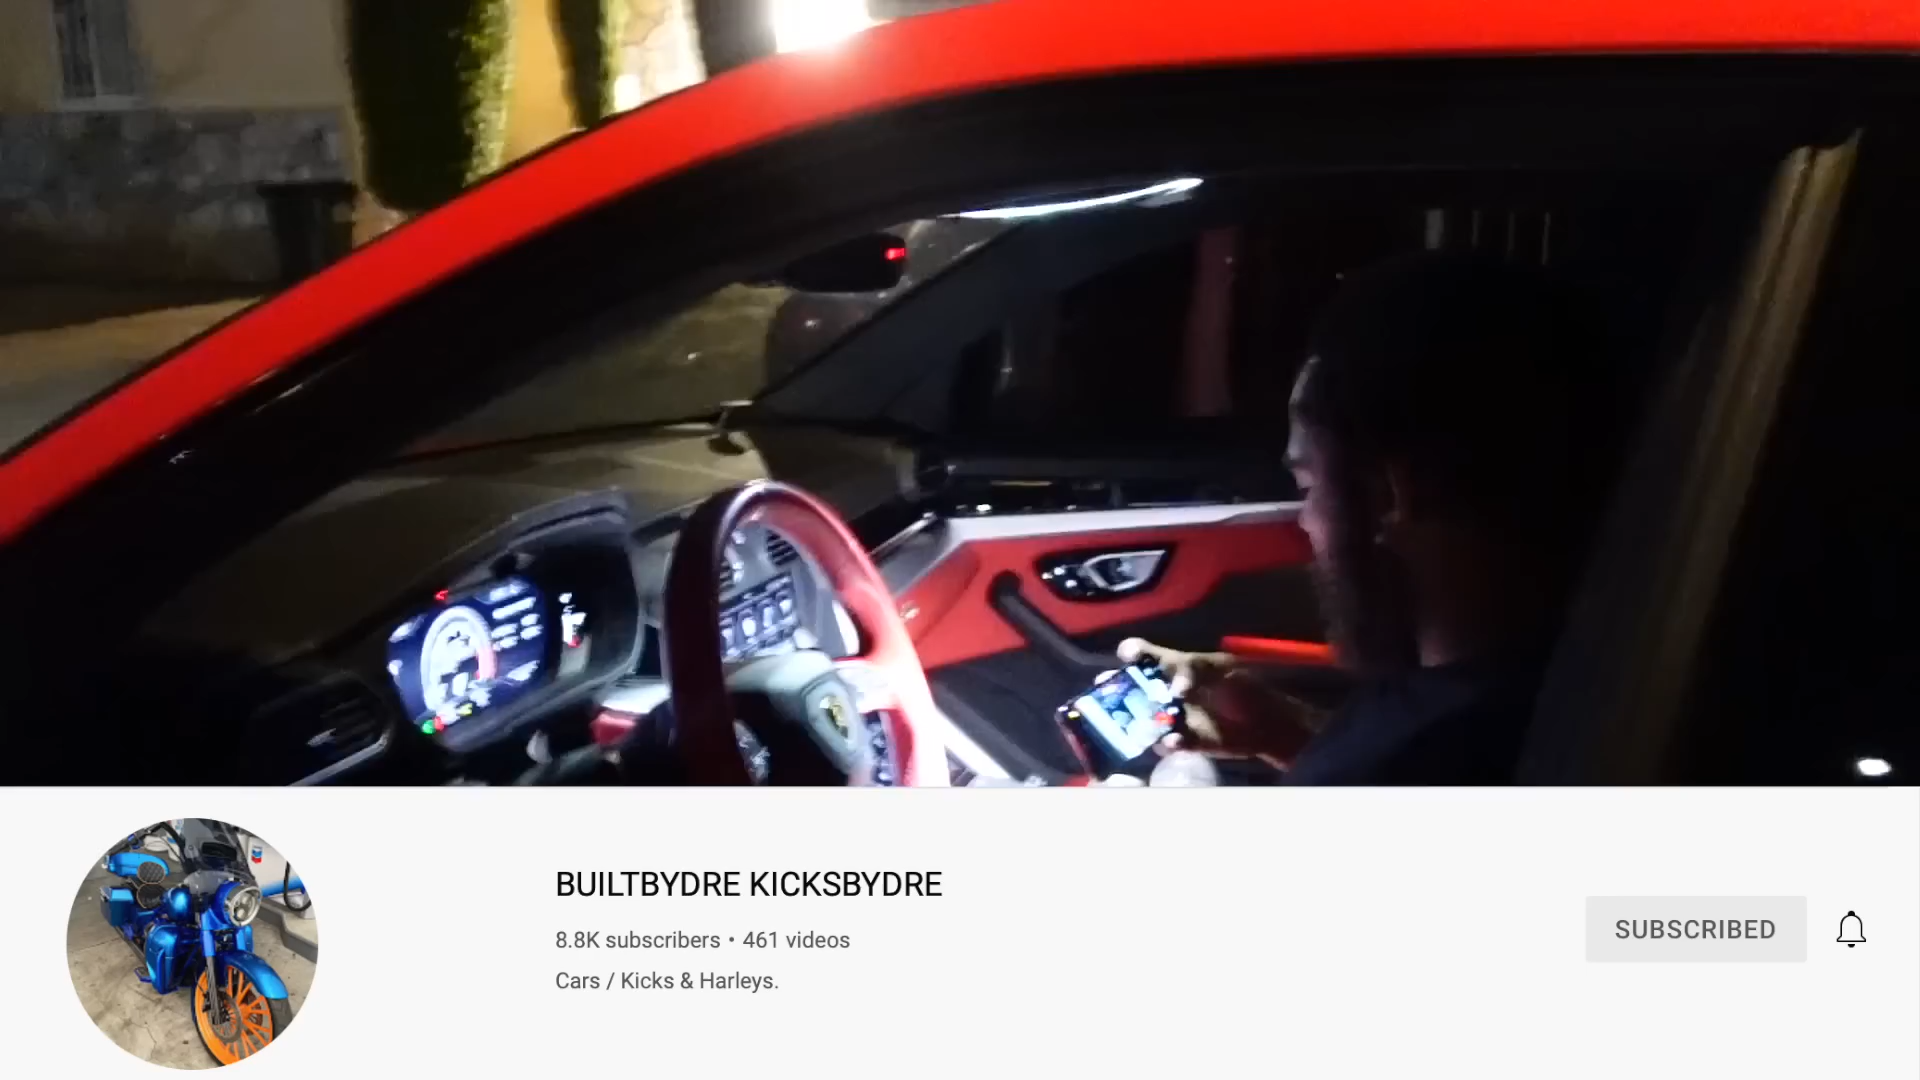 BUILTBYDRE KICKSBYDRE
8.8K subscribers • 461 videos
Cars / Kicks & Harleys.
SUBSCRIBED